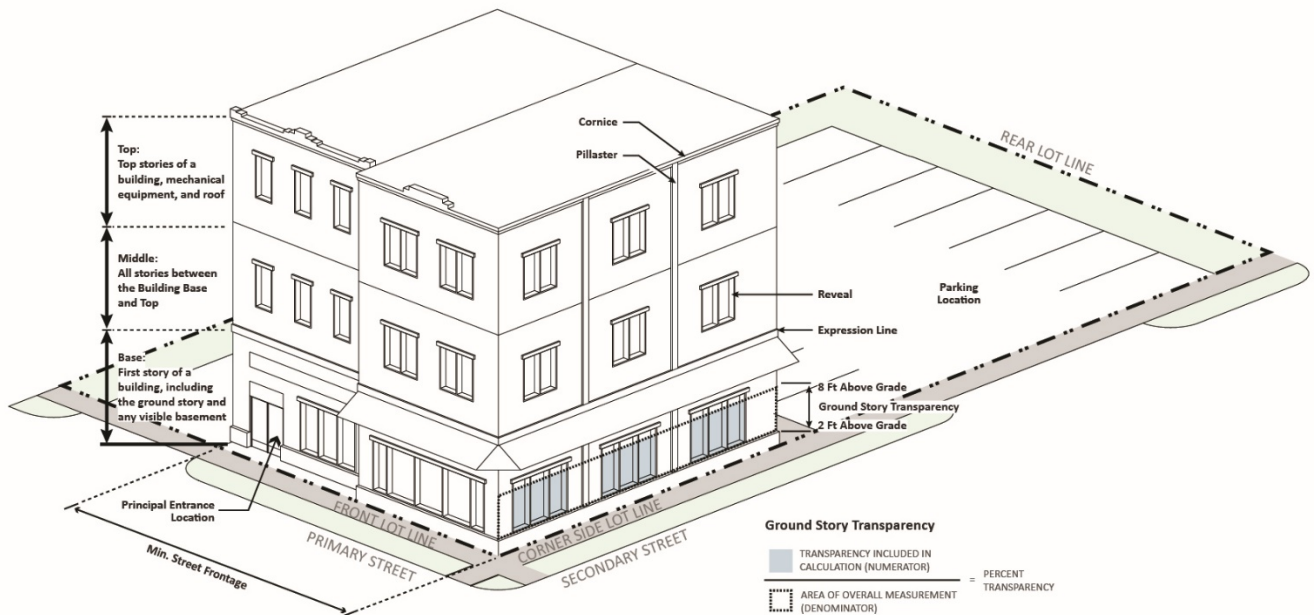 Cornice
Pillaster
REAR LOT LINE
Top:
Top stories of a
building, mechanical
equipment, and roof
Middle:
All stories between
the Building Base
and Top
Reveal
Parking
Location
Expression Line
Base:
First story of a
building, including
the ground story and
any visible basement
8 Ft Above Grade
Ground Story Transparency
2 Ft Above Grade
Principal Entrance
Location
FRONT LOT LINE
PRIMARY STREET
CORNER SIDE LOT LINE
SECONDARY STREET
Min. Street Frontage
Ground Story Transparency
TRANSPARENCY INCLUDED IN
CALCULATION (NUMERATOR)
= PERCENT
TRANSPARENCY
AREA OF OVERALL MEASUREMENT
(DENOMINATOR)